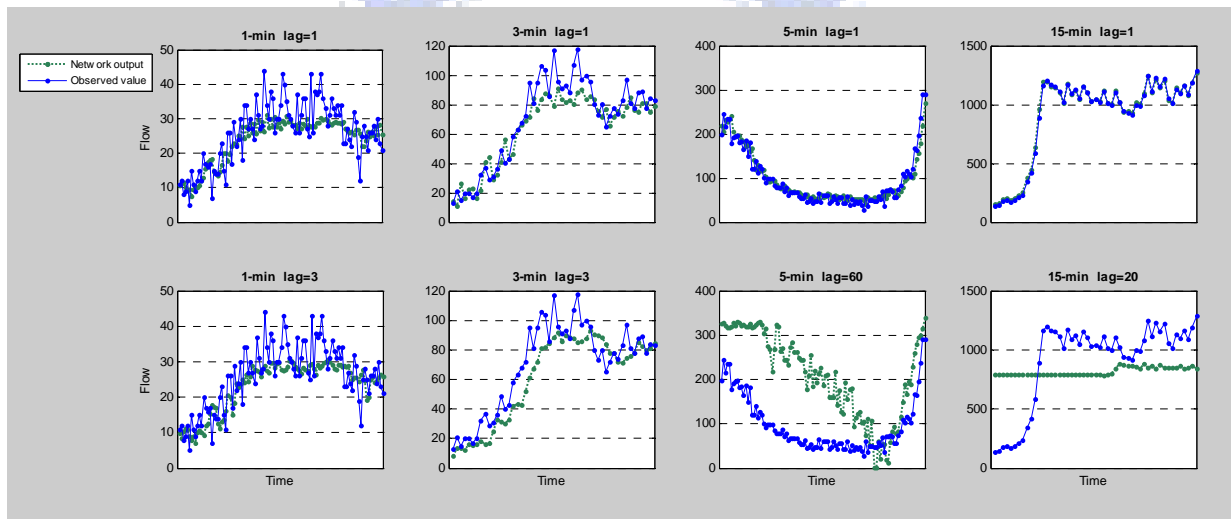 Network output
Observed value
1-min lag=1
50
40
30
20
10
0
Flow
3-min lag=1
120
100
80
60
40
20
0
5-min lag=1
400
300
200
100
0
15-min lag=1
1500
1000
500
0
1-min lag=3
50
40
30
20
10
0
Flow
Time
3-min lag=3
120
100
80
60
40
20
0
Time
5-min lag=60
400
300
200
100
0
Time
15-min lag=20
1500
1000
500
0
Time